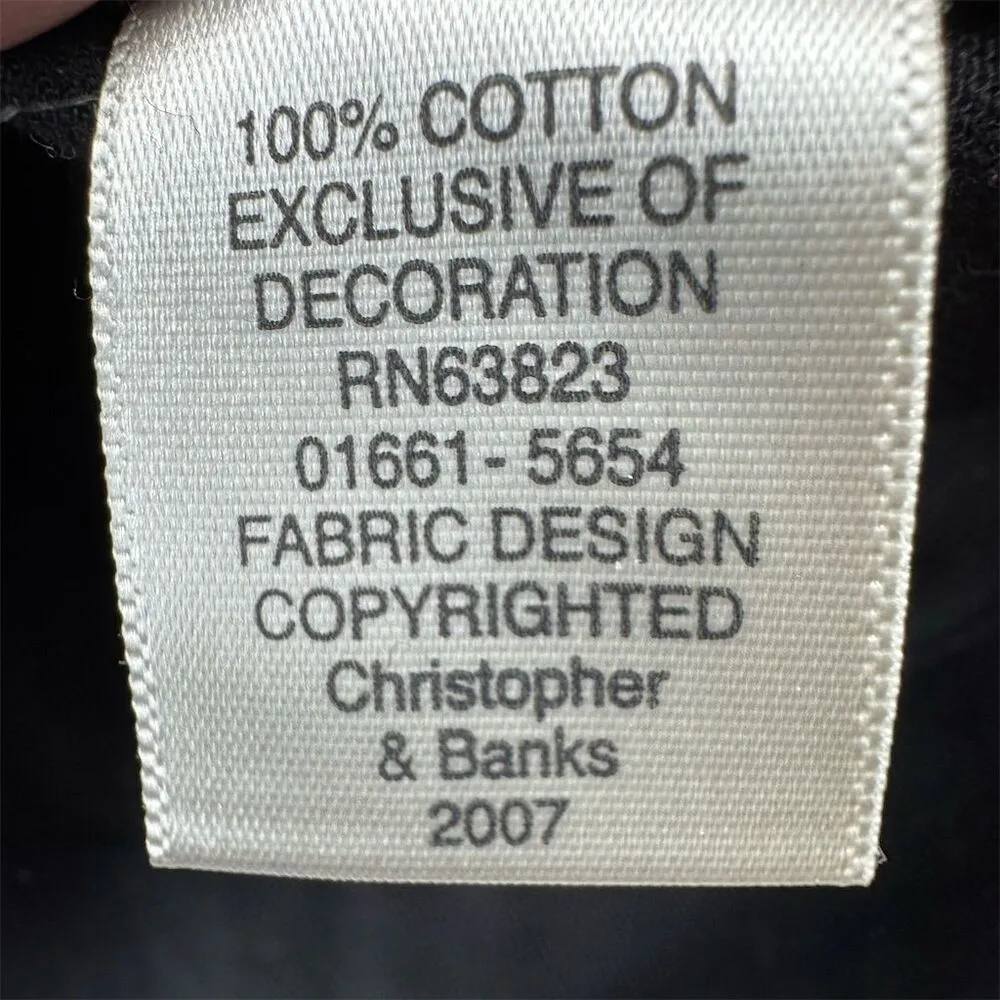 100% COTTON
EXCLUSIVE OF
DECORATION
RN63823
01661- 5654
FABRIC DESIGN
COPYRIGHTED
Christopher
& Banks
2007